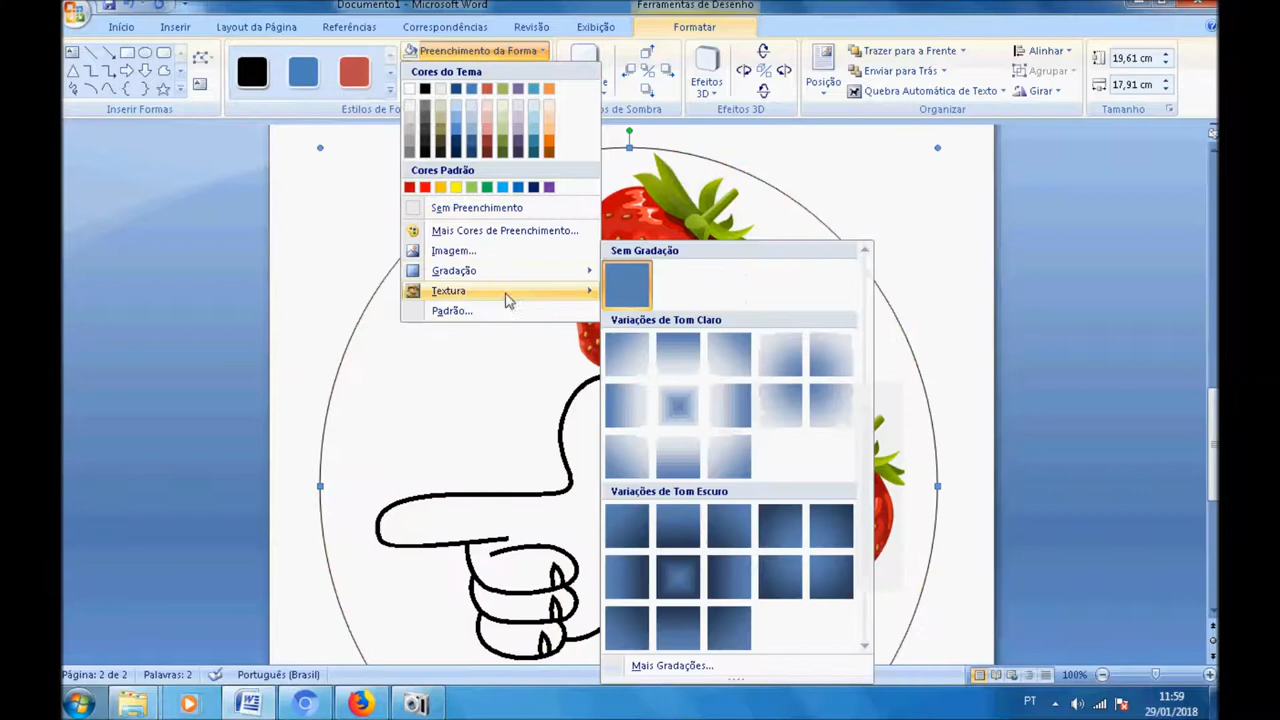 Documento1 - Microsoft Word
Ferramentas de Desenho
Início Inserir Layout da Página Referências Correspondências Revisão Exibição Formatar
Preenchimento da Forma
Trazer para a Frente
Alinhar
19,61 cm
Enviar para Trás
Agrupar
Efeitos 3D
Posição
Quebra Automática de Texto
Girar
17,91 cm
Inserir Formas
Estilos de Fo
os de Sombra
Efeitos 3D
Organizar
Tamanho
Cores do Tema
Cores Padrão
Sem Preenchimento
Mais Cores de Preenchimento...
Imagem...
Gradação
Textura
Padrão...
Sem Gradação
Variações de Tom Claro
Variações de Tom Escuro
Mais Gradações...
Página: 2 de 2 Palavras: 2 Português (Brasil) 100%
PT
11:59
29/01/2018